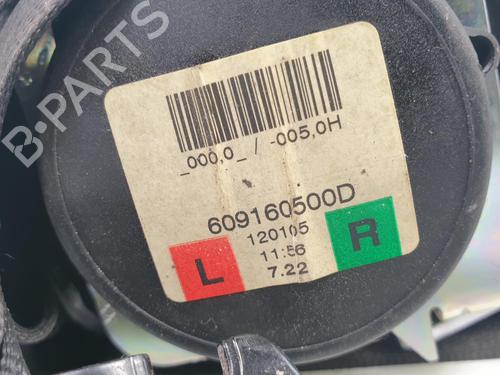 _000,0_ / -005,0H
609160500D
120105
L
R
11:56
7.22
B-PARTS